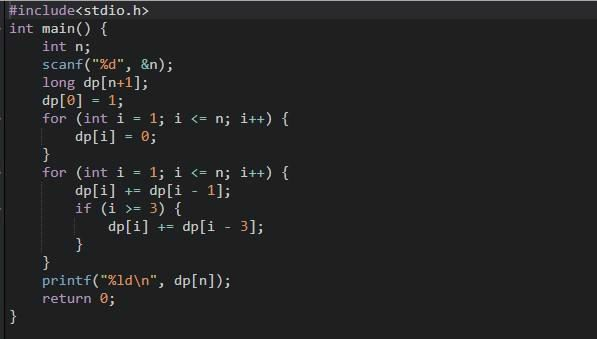 #include<stdio.h>
int main() {
    int n;
    scanf("%d", &n);
    long dp[n+1];
    dp[0] = 1;
    for (int i = 1; i <= n; i++) {
        dp[i] = 0;
    }
    for (int i = 1; i <= n; i++) {
        dp[i] += dp[i - 1];
        if (i >= 3) {
            dp[i] += dp[i - 3];
        }
    }
    printf("%ld\n", dp[n]);
    return 0;
}